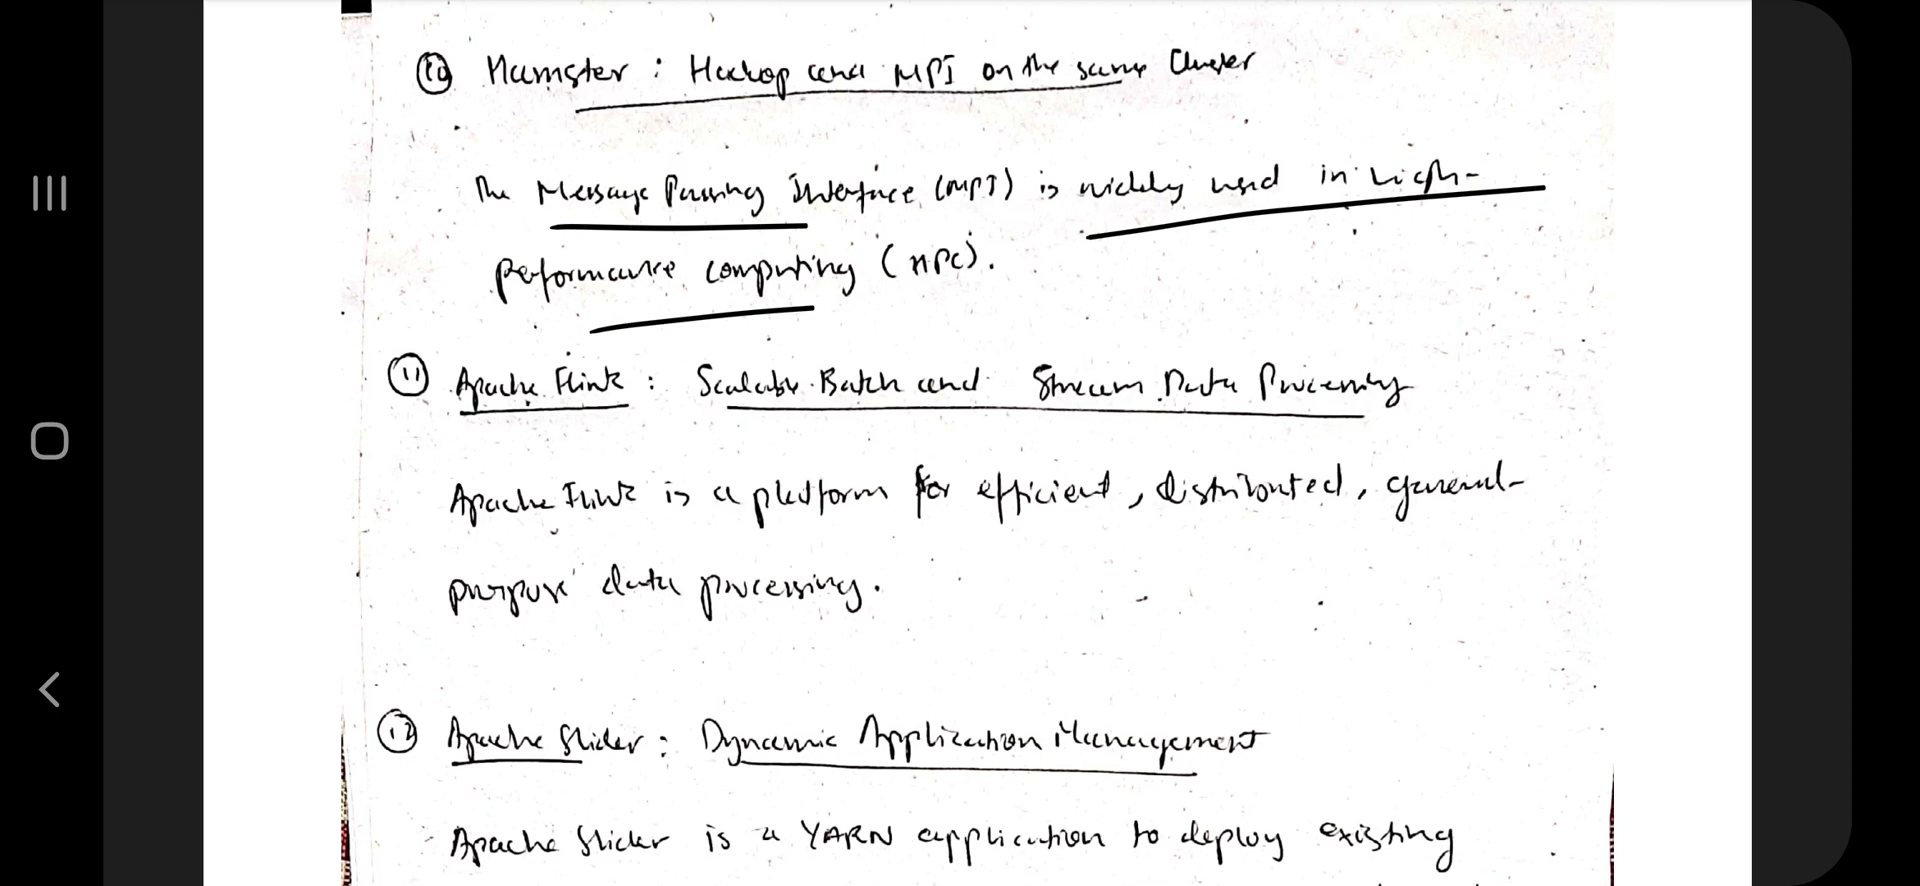 10 Hamster : Hadoop and MPI on the same Cluster
The Message Passing Interface (MPI) is widely used in high-
performance computing (HPC).
11 Apache Flink : Scalable Batch and Stream Data Processing
Apache Flink is a platform for efficient, distributed, general-
purpose data processing.
12 Apache Slider : Dynamic Application Management
Apache Slider is a YARN application to deploy existing